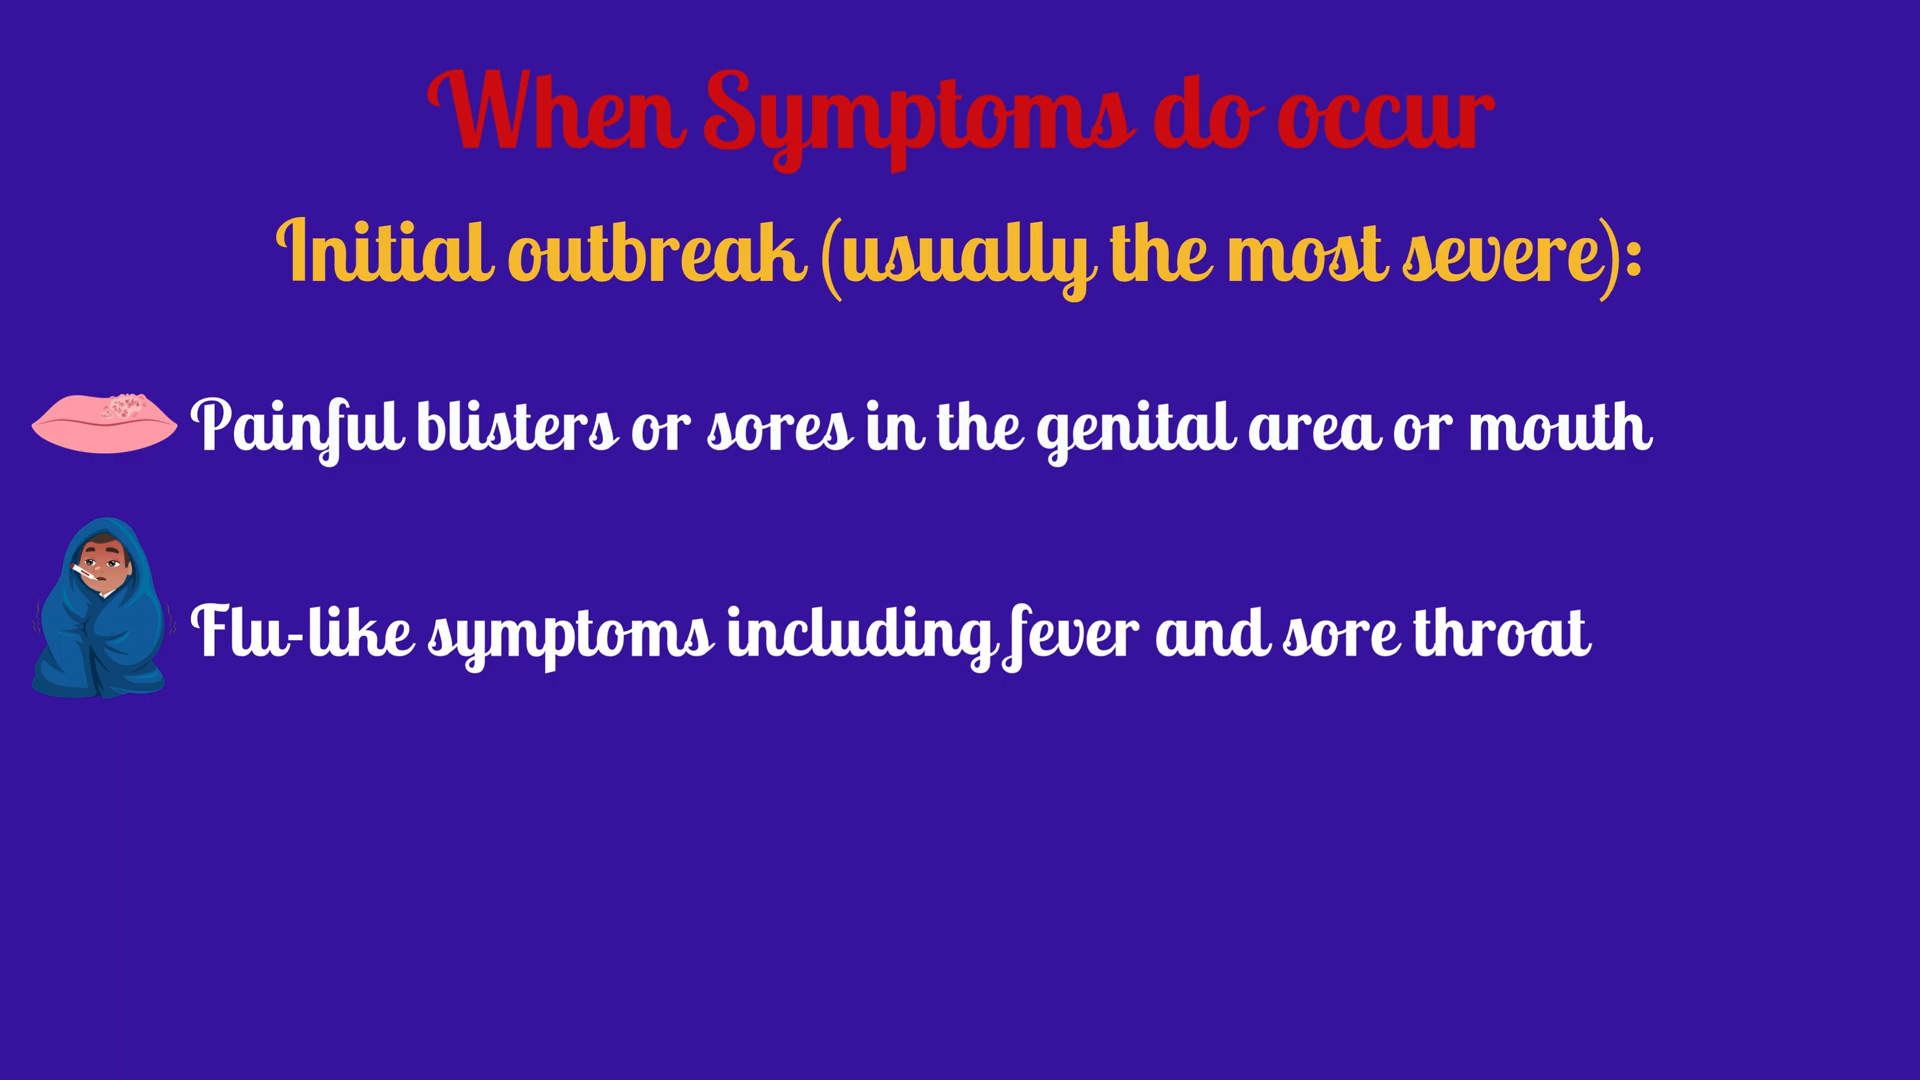 When Symptoms do occur
Initial outbreak (usually the most severe):
Painful blisters or sores in the genital area or mouth
Flu-like symptoms including fever and sore throat